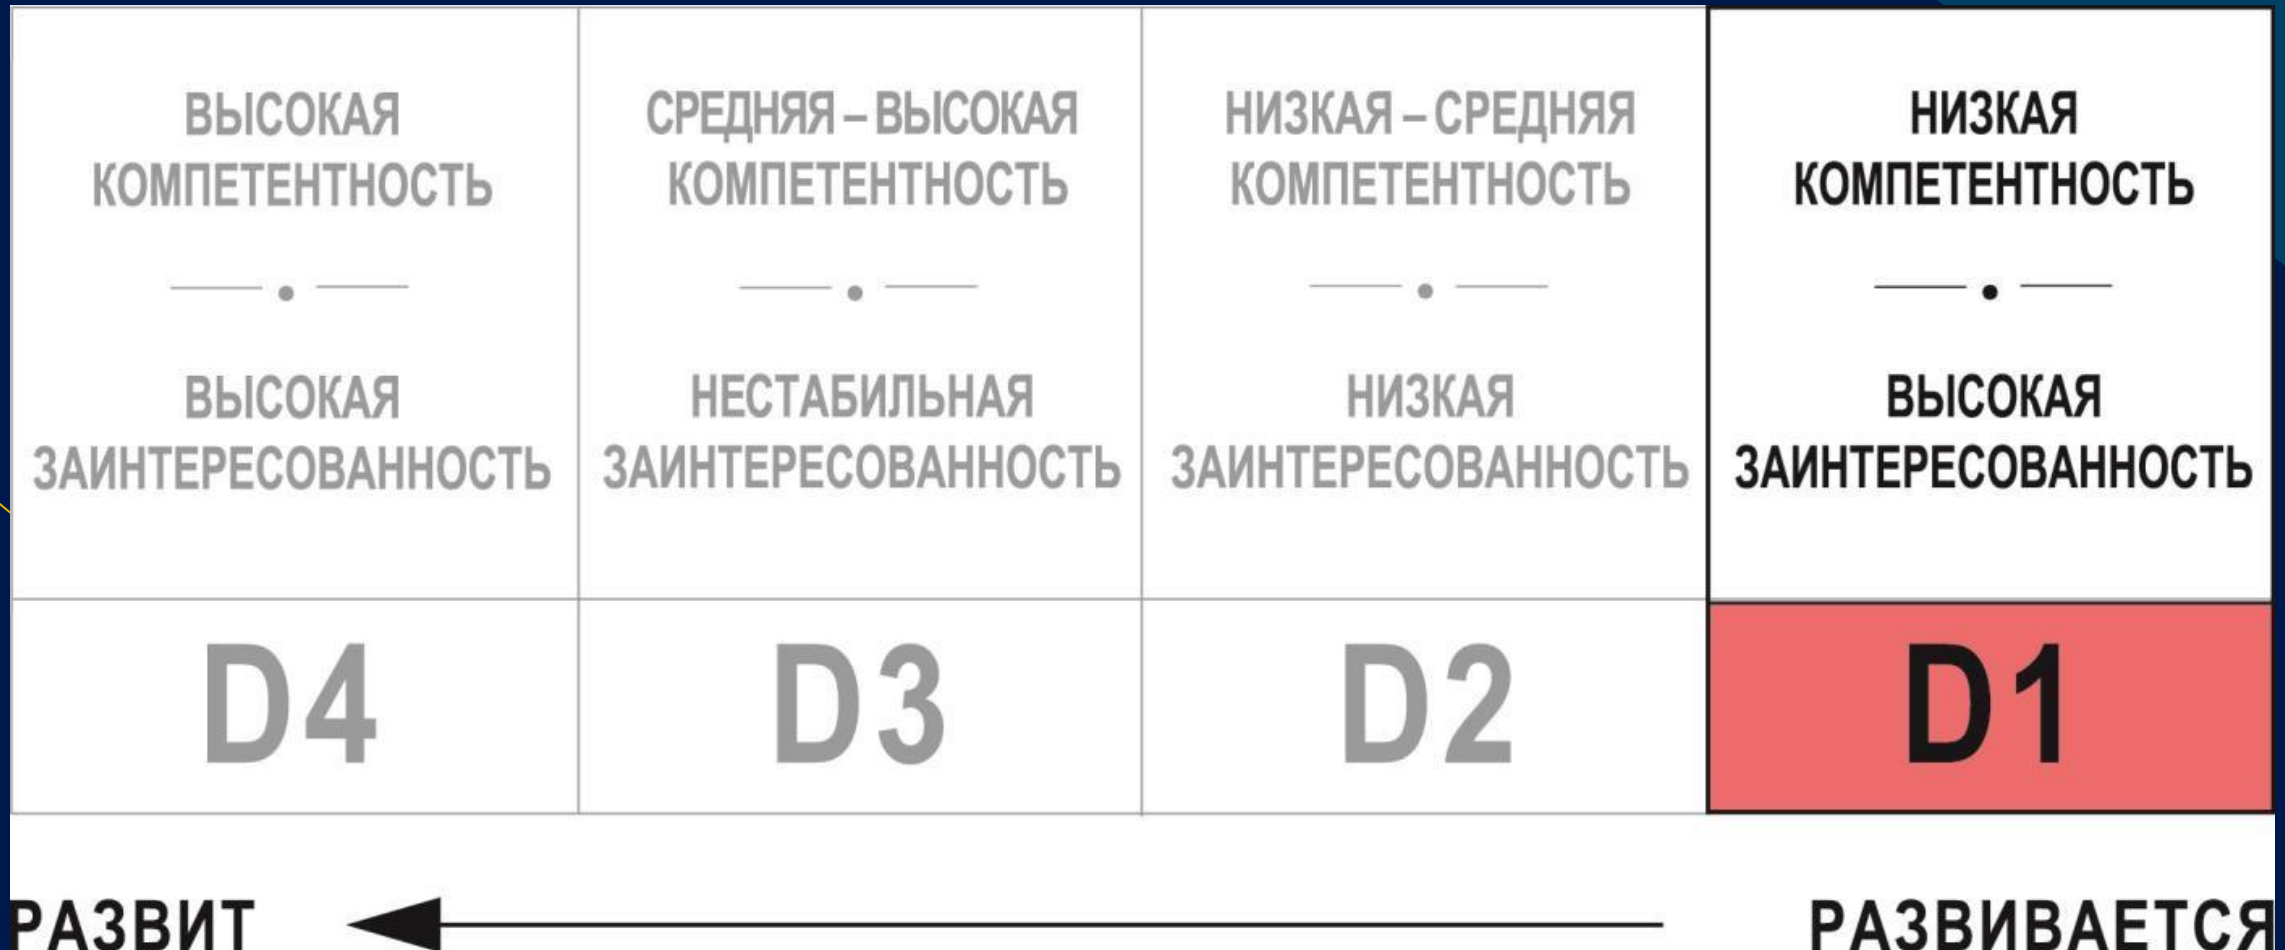 ВЫСОКАЯ
КОМПЕТЕНТНОСТЬ
ВЫСОКАЯ
ЗАИНТЕРЕСОВАННОСТЬ
D4
СРЕДНЯЯ – ВЫСОКАЯ
КОМПЕТЕНТНОСТЬ
НЕСТАБИЛЬНАЯ
ЗАИНТЕРЕСОВАННОСТЬ
D3
НИЗКАЯ – СРЕДНЯЯ
КОМПЕТЕНТНОСТЬ
НИЗКАЯ
ЗАИНТЕРЕСОВАННОСТЬ
D2
НИЗКАЯ
КОМПЕТЕНТНОСТЬ
ВЫСОКАЯ
ЗАИНТЕРЕСОВАННОСТЬ
D1
РАЗВИТ
РАЗВИВАЕТСЯ